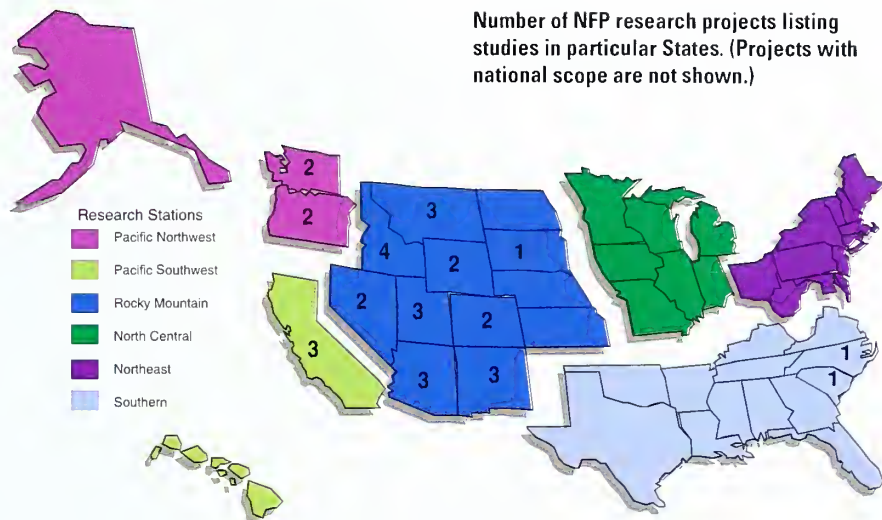 Number of NFP research projects listing
studies in particular States. (Projects with
national scope are not shown.)
2
2
3
4
2
1
2
3
2
3
3
3
1
1
Research Stations
Pacific Northwest
Pacific Southwest
Rocky Mountain
North Central
Northeast
Southern